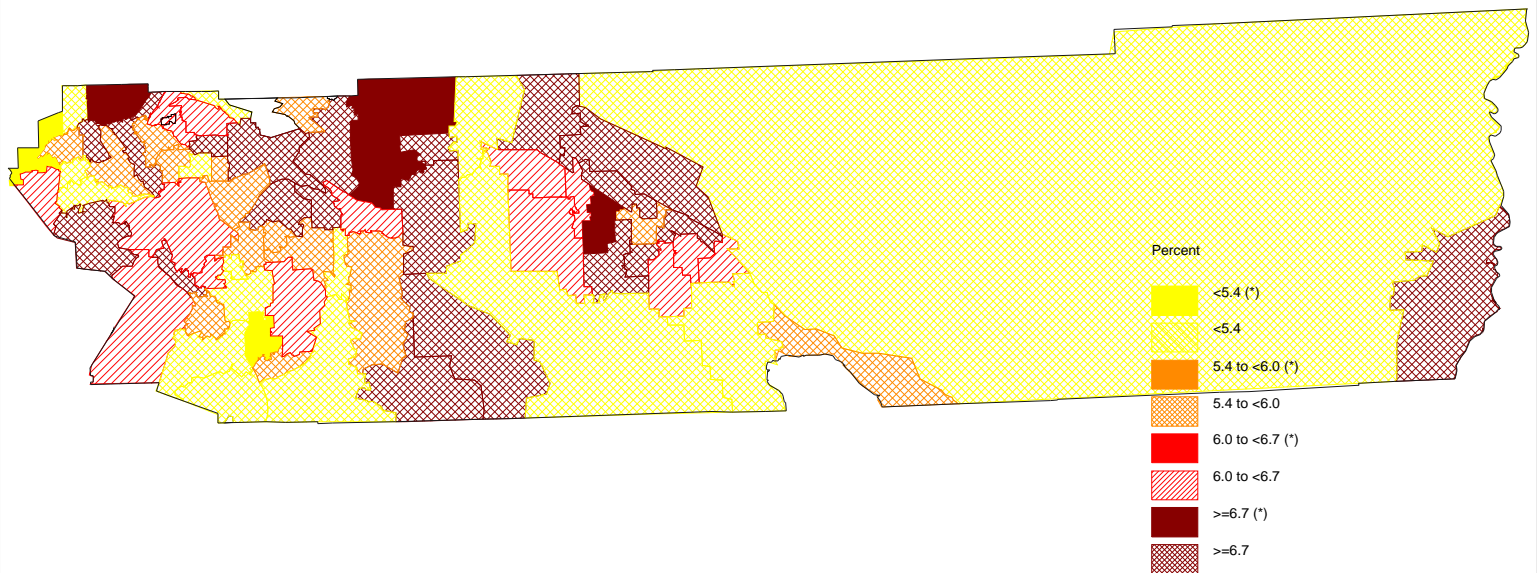 Percent
<5.4 (*)
<5.4
5.4 to <6.0 (*)
5.4 to <6.0
6.0 to <6.7 (*)
6.0 to <6.7
>=6.7 (*)
>=6.7